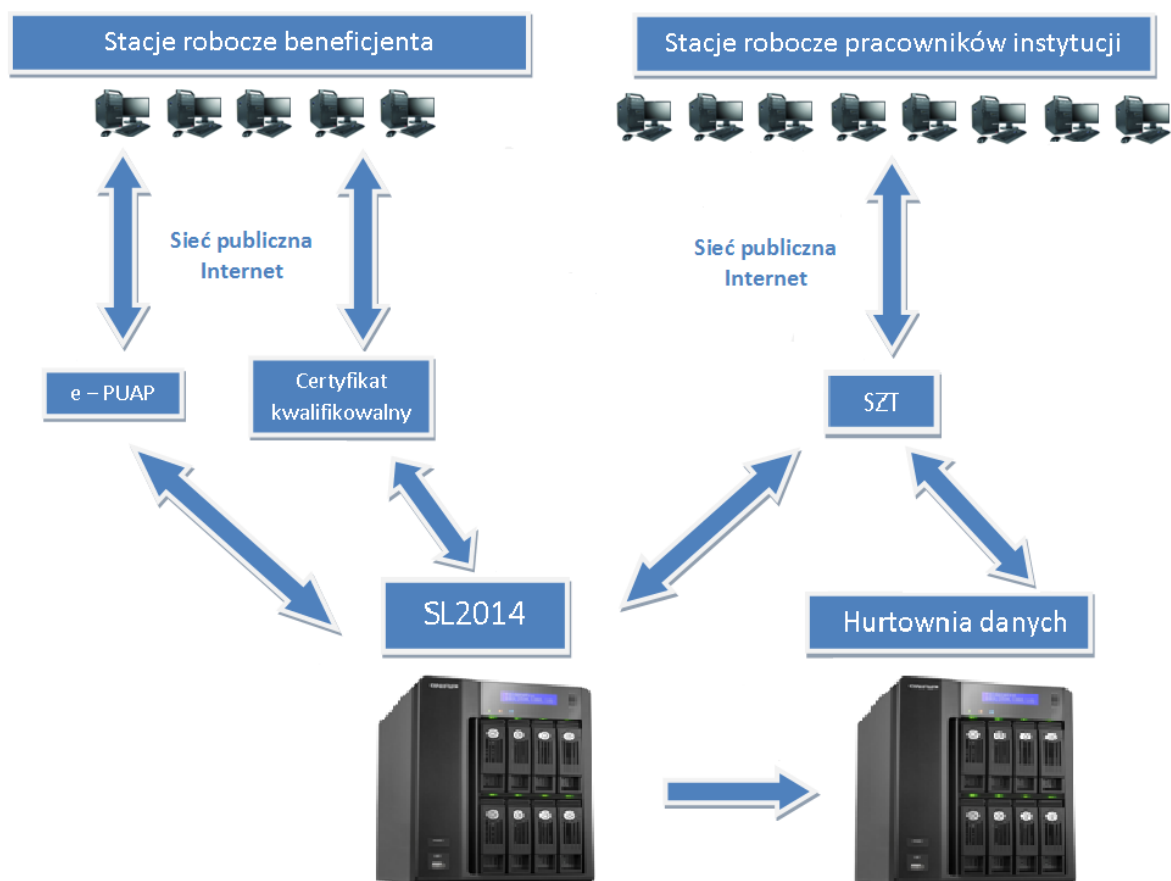 Stacje robocze beneficjenta
Stacje robocze pracowników instytucji
Sieć publiczna
Internet
Sieć publiczna
Internet
e – PUAP
Certyfikat
kwalifikowalny
SZT
SL2014
Hurtownia danych